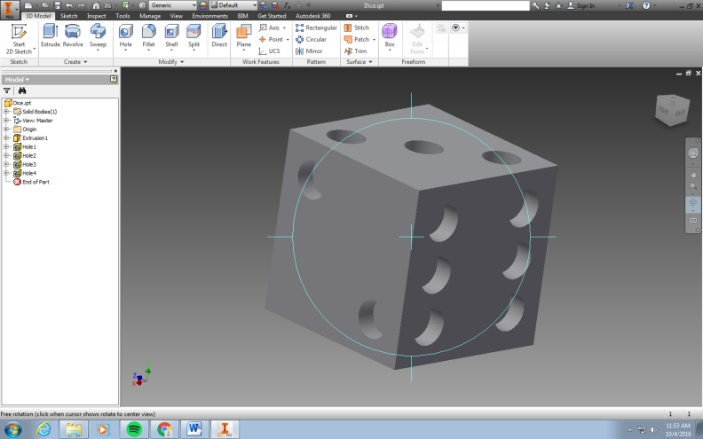 Generic
Default
Dice.ipt
Sign In
3D Model Sketch Inspect Tools Manage View Environments BIM Get Started Autodesk 360
Start
2D Sketch
Extrude Revolve Sweep
Hole Fillet Shell Split
Direct
Plane
Axis
Point
UCS
Rectangular
Circular
Mirror
Stitch
Patch
Trim
Box
Edit
Form
Sketch Create Modify Work Features Pattern Surface Freeform
Model
Dice.ipt
Solid Bodies(1)
View: Master
Origin
Extrusion1
Hole1
Hole2
Hole3
Hole4
End of Part
Free rotation (click when cursor shows rotate to center view)
1 1
11:53 AM
10/4/2016